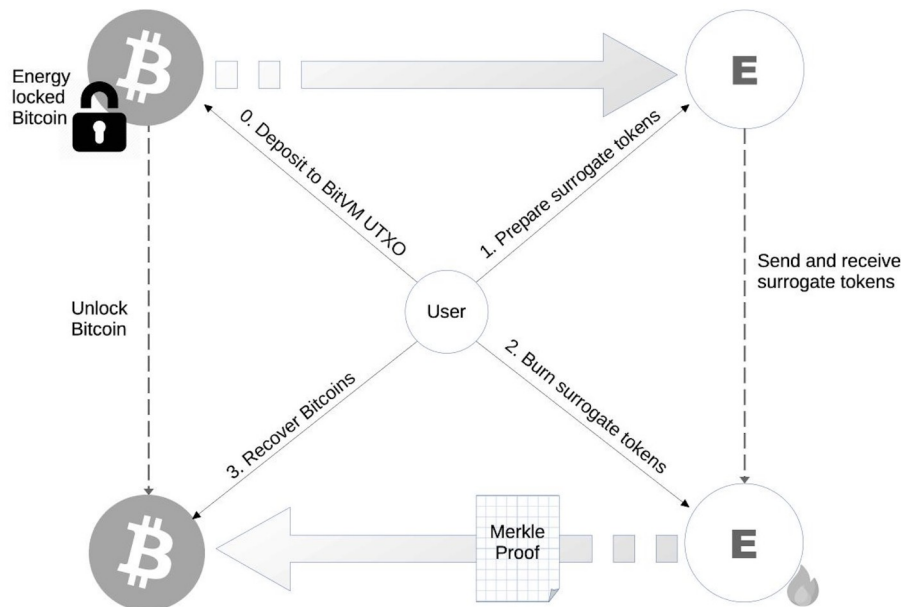 Energy
locked
Bitcoin
E
0. Deposit to BitVM UTXO
1. Prepare surrogate tokens
Send and receive
surrogate tokens
User
Unlock
Bitcoin
2. Burn surrogate tokens
3. Recover Bitcoins
Merkle
Proof
E